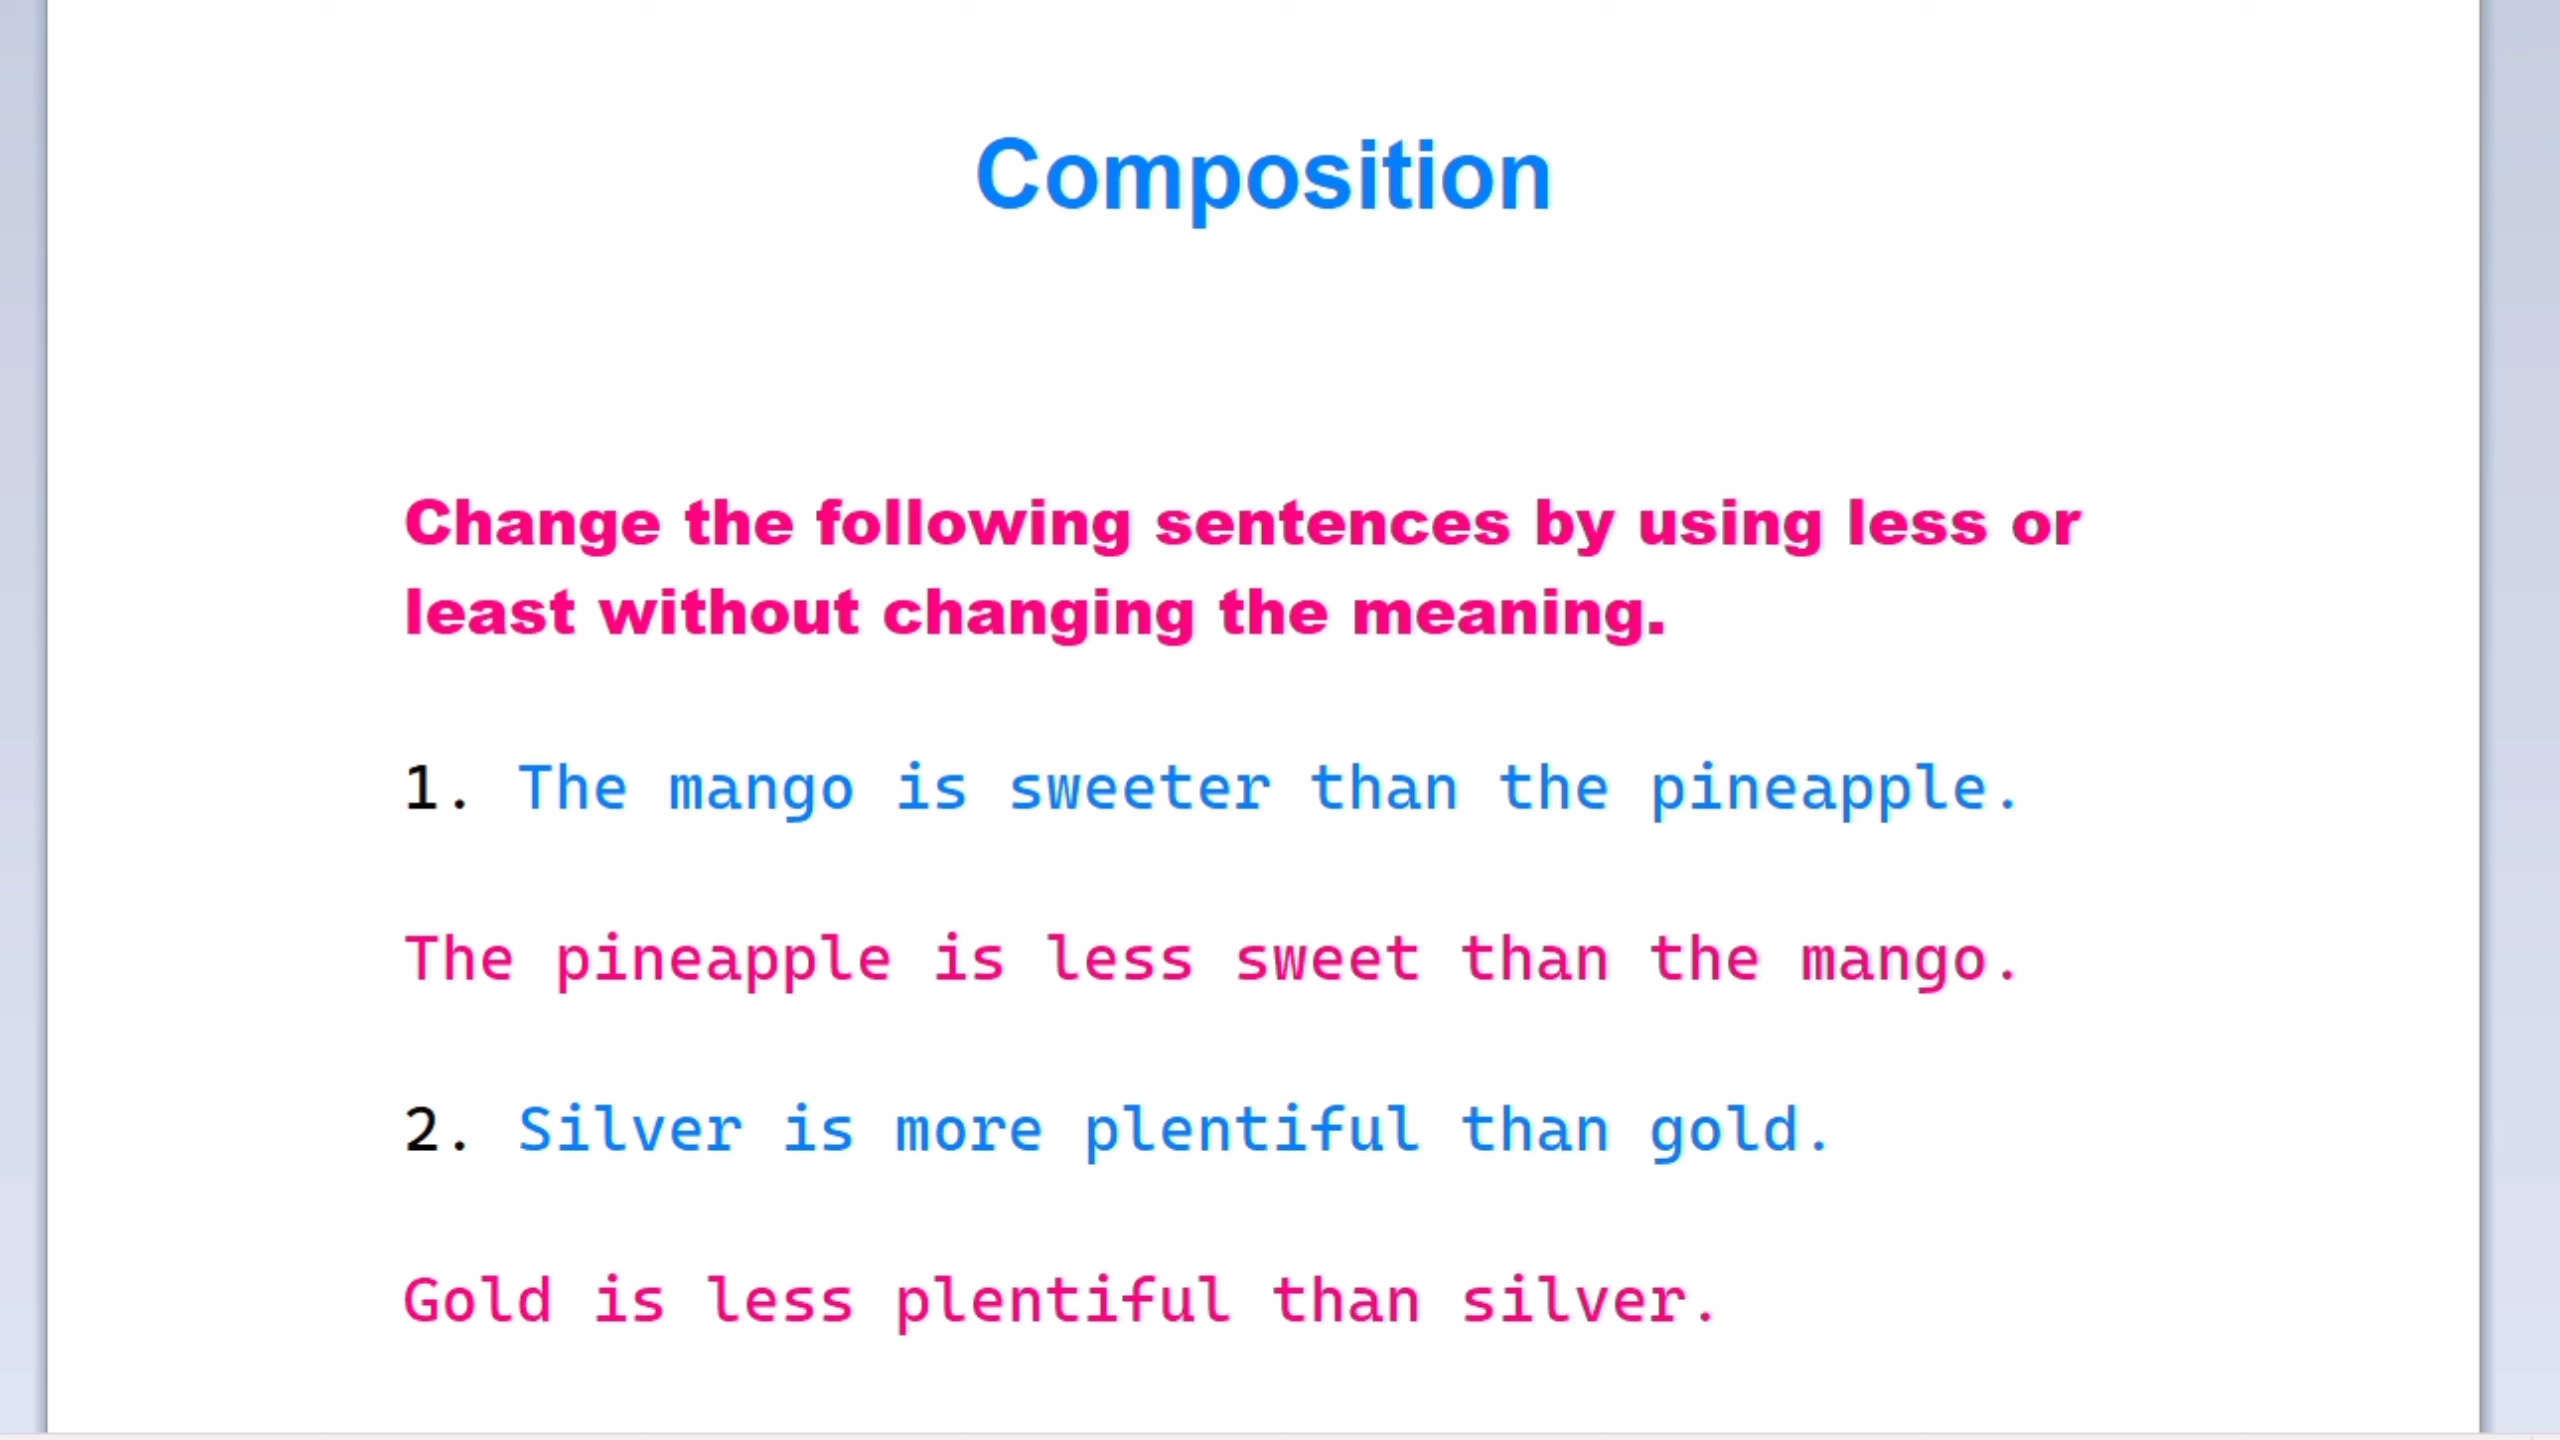 Composition
Change the following sentences by using less or
least without changing the meaning.
1. The mango is sweeter than the pineapple.
The pineapple is less sweet than the mango.
2. Silver is more plentiful than gold.
Gold is less plentiful than silver.